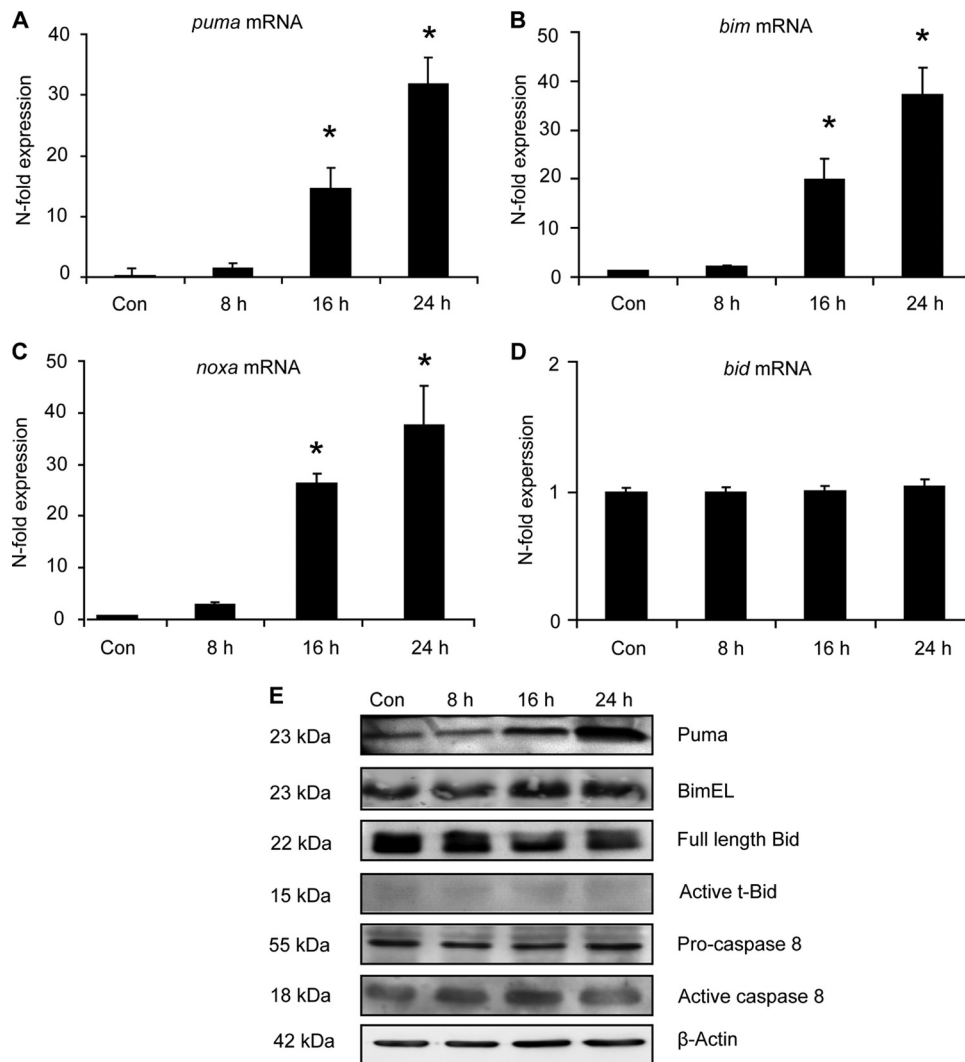 A
puma mRNA
N-fold expression
40
30
20
10
0
*
*
Con 8 h 16 h 24 h
B
bim mRNA
N-fold expression
50
40
30
20
10
0
*
*
Con 8 h 16 h 24 h
C
noxa mRNA
N-fold expression
50
40
30
20
10
0
*
*
Con 8 h 16 h 24 h
D
bid mRNA
N-fold experssion
2
1
0
Con 8 h 16 h 24 h
E
Con 8 h 16 h 24 h
23 kDa Puma
23 kDa BimEL
22 kDa Full length Bid
15 kDa Active t-Bid
55 kDa Pro-caspase 8
18 kDa Active caspase 8
42 kDa β-Actin